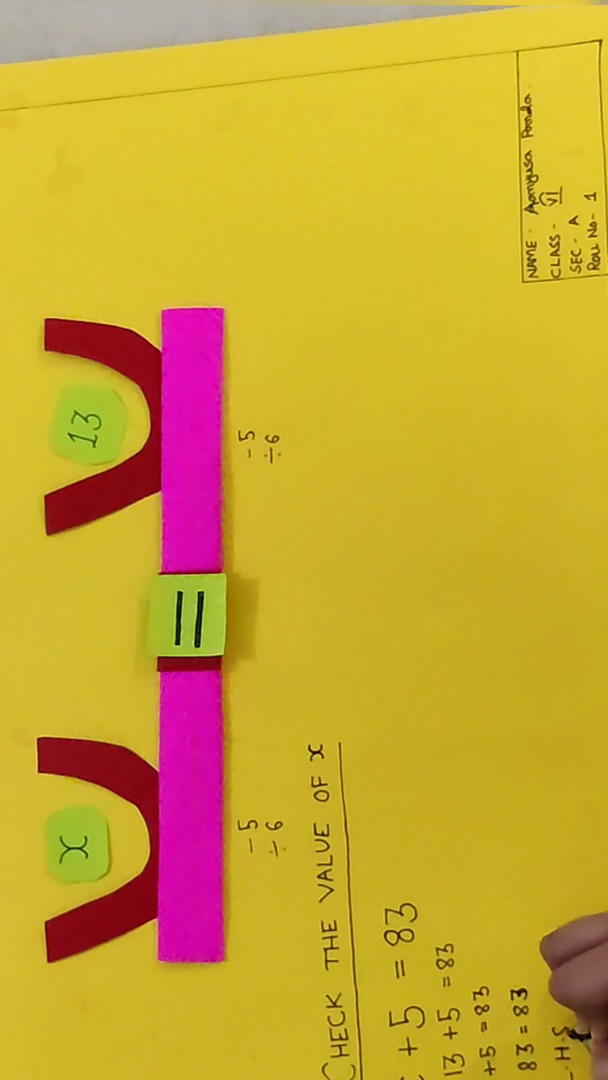 NAME - Apanyusa Panda.
CLASS - VI
SEC - A
ROLL No - 1
x = 13
-5 -5
÷6 ÷6
CHECK THE VALUE OF x
+5 = 83
13 +5 = 83
+5 = 83
83 = 83
H.S